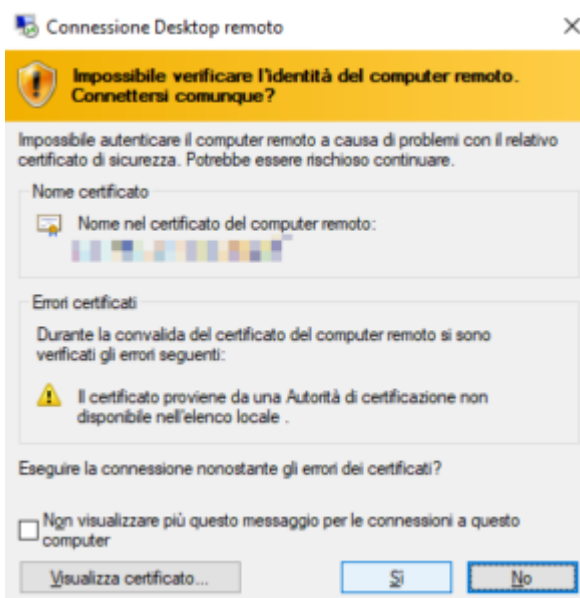 Connessione Desktop remoto
Impossibile verificare l'identità del computer remoto.
Connettersi comunque?
Impossibile autenticare il computer remoto a causa di problemi con il relativo
certificato di sicurezza. Potrebbe essere rischioso continuare.
Nome certificato
Nome nel certificato del computer remoto:
Errori certificati
Durante la convalida del certificato del computer remoto si sono
verificati gli errori seguenti:
Il certificato proviene da una Autorità di certificazione non
disponibile nell'elenco locale .
Eseguire la connessione nonostante gli errori dei certificati?
Non visualizzare più questo messaggio per le connessioni a questo
computer
Visualizza certificato... Sì No